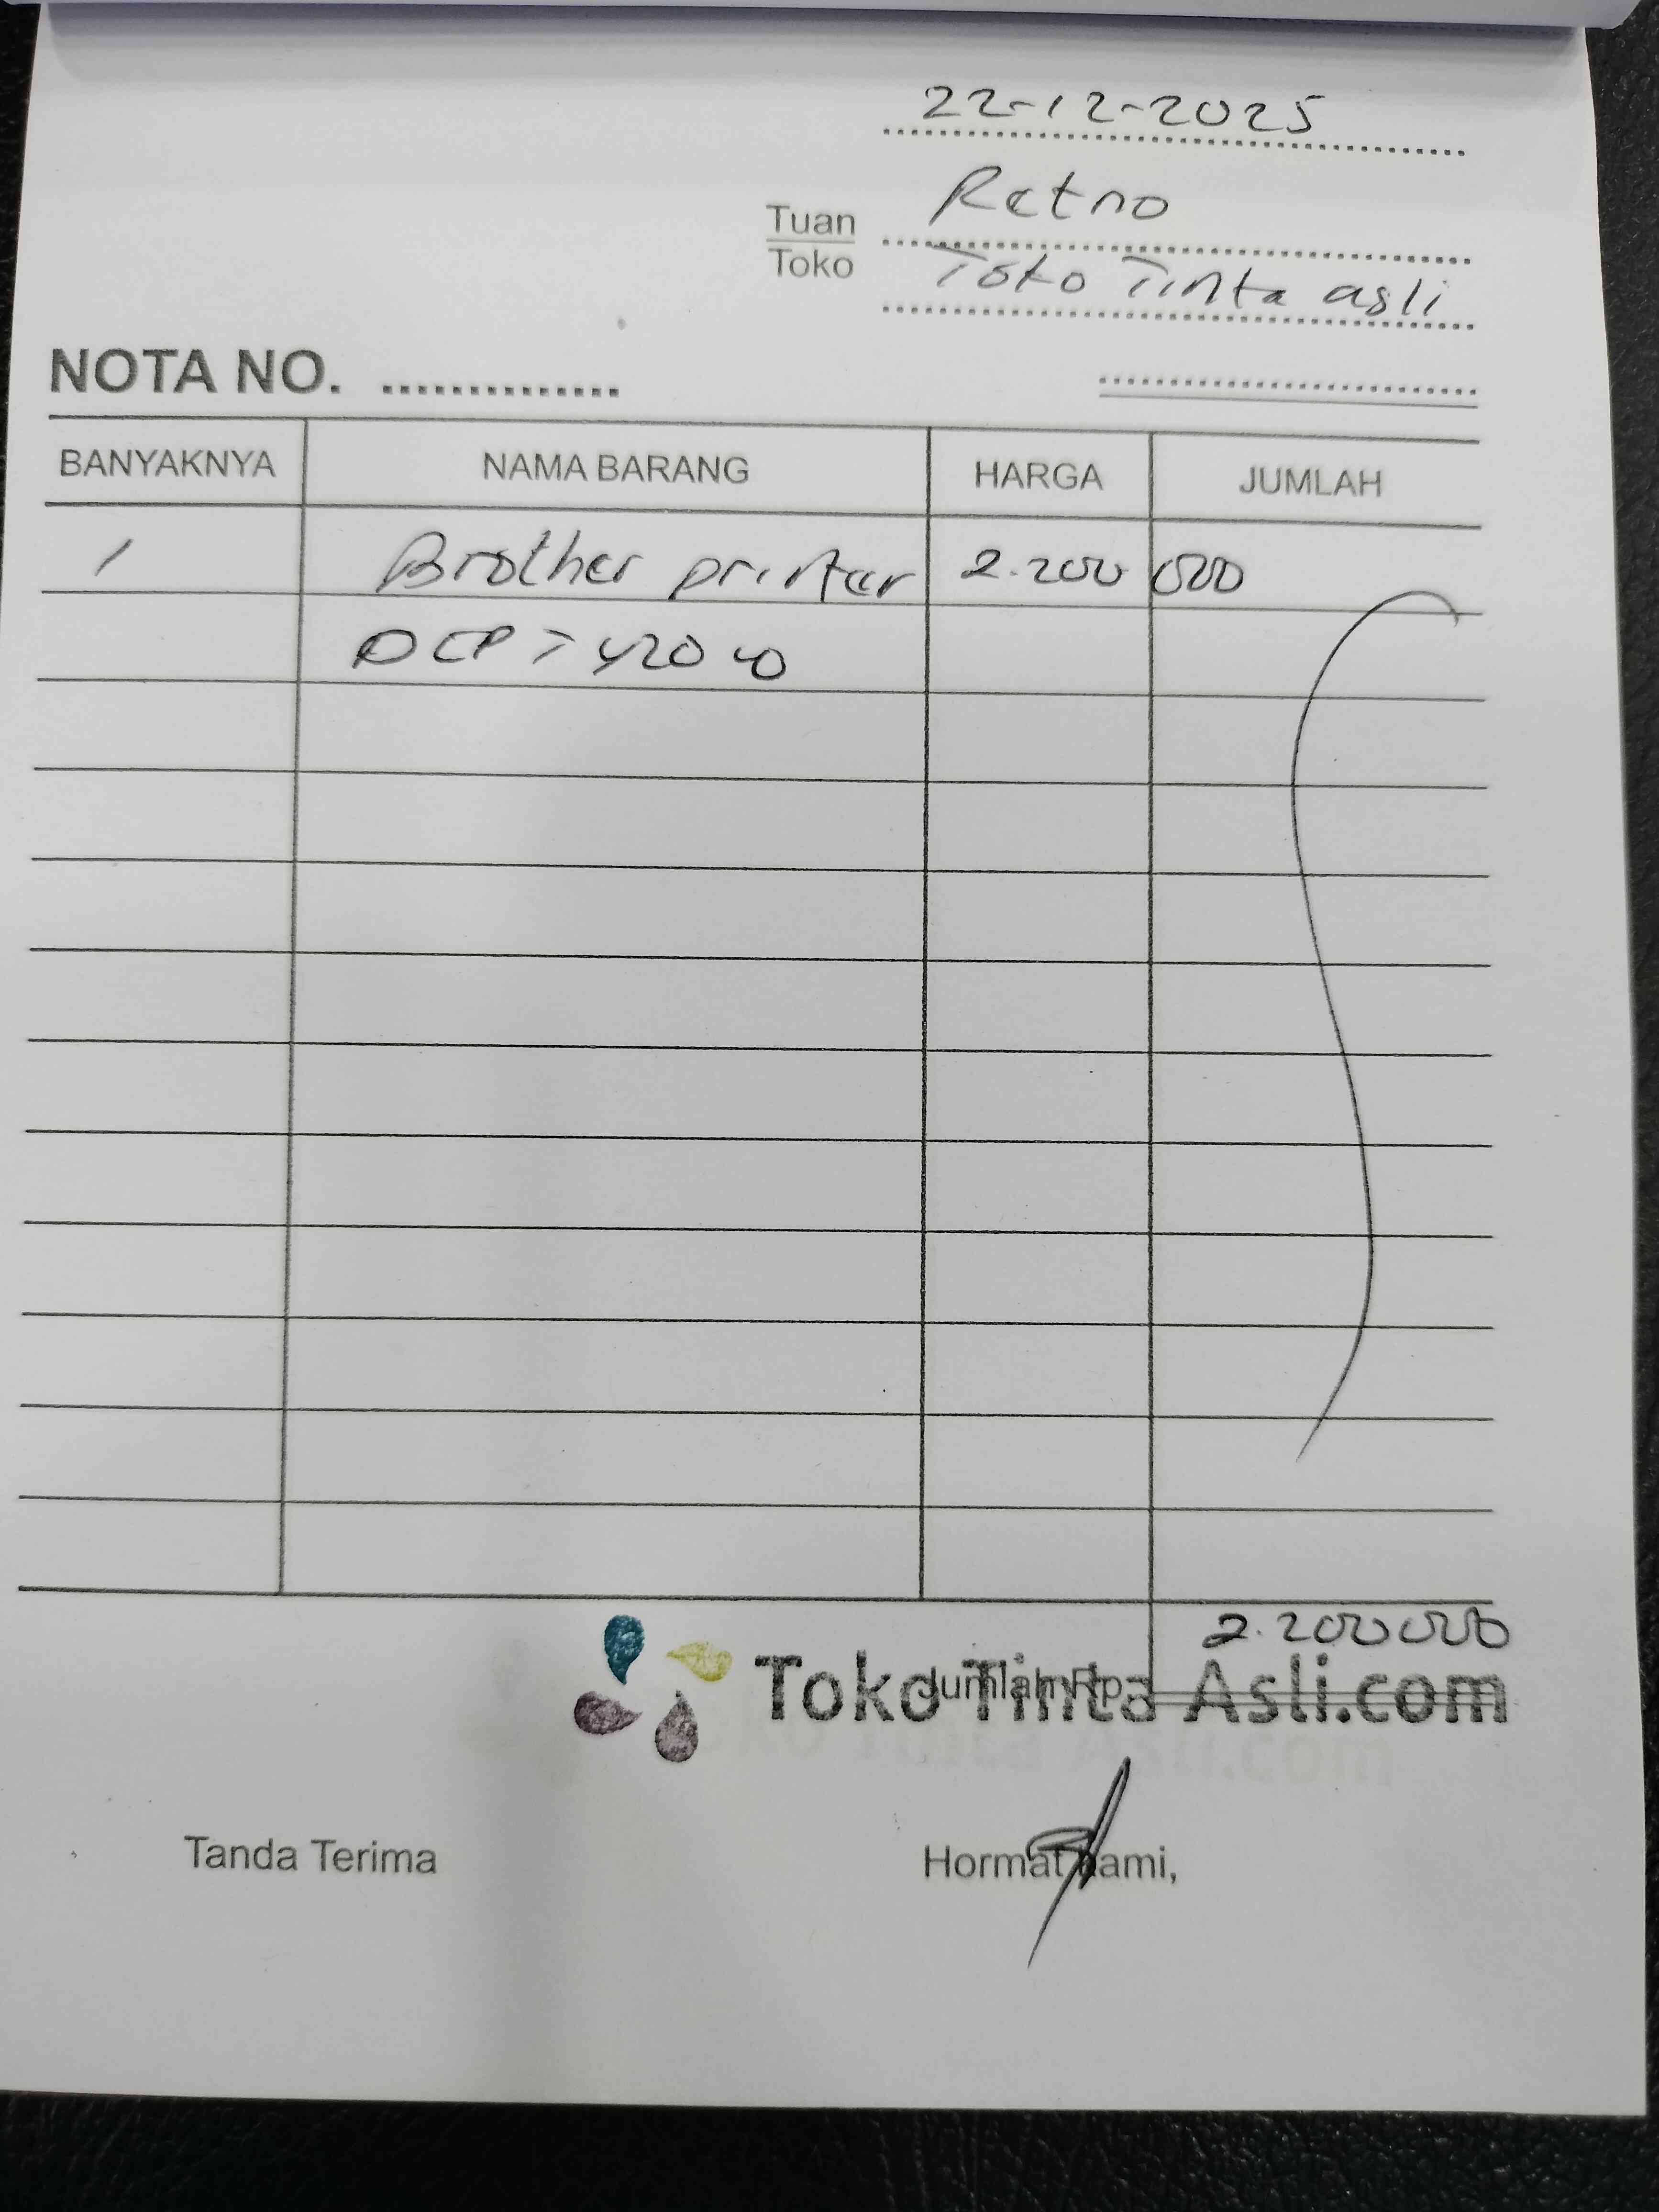 22-12-2025
Tuan
Toko
Retno
Toko Tinta asli
NOTA NO. ..............
BANYAKNYA NAMA BARANG HARGA JUMLAH
1 Brother printer 2.200 000
DCP T420 W
2.200 000
Jumlah Rp.
Toko Tinta Asli.com
Tanda Terima Hormat kami,